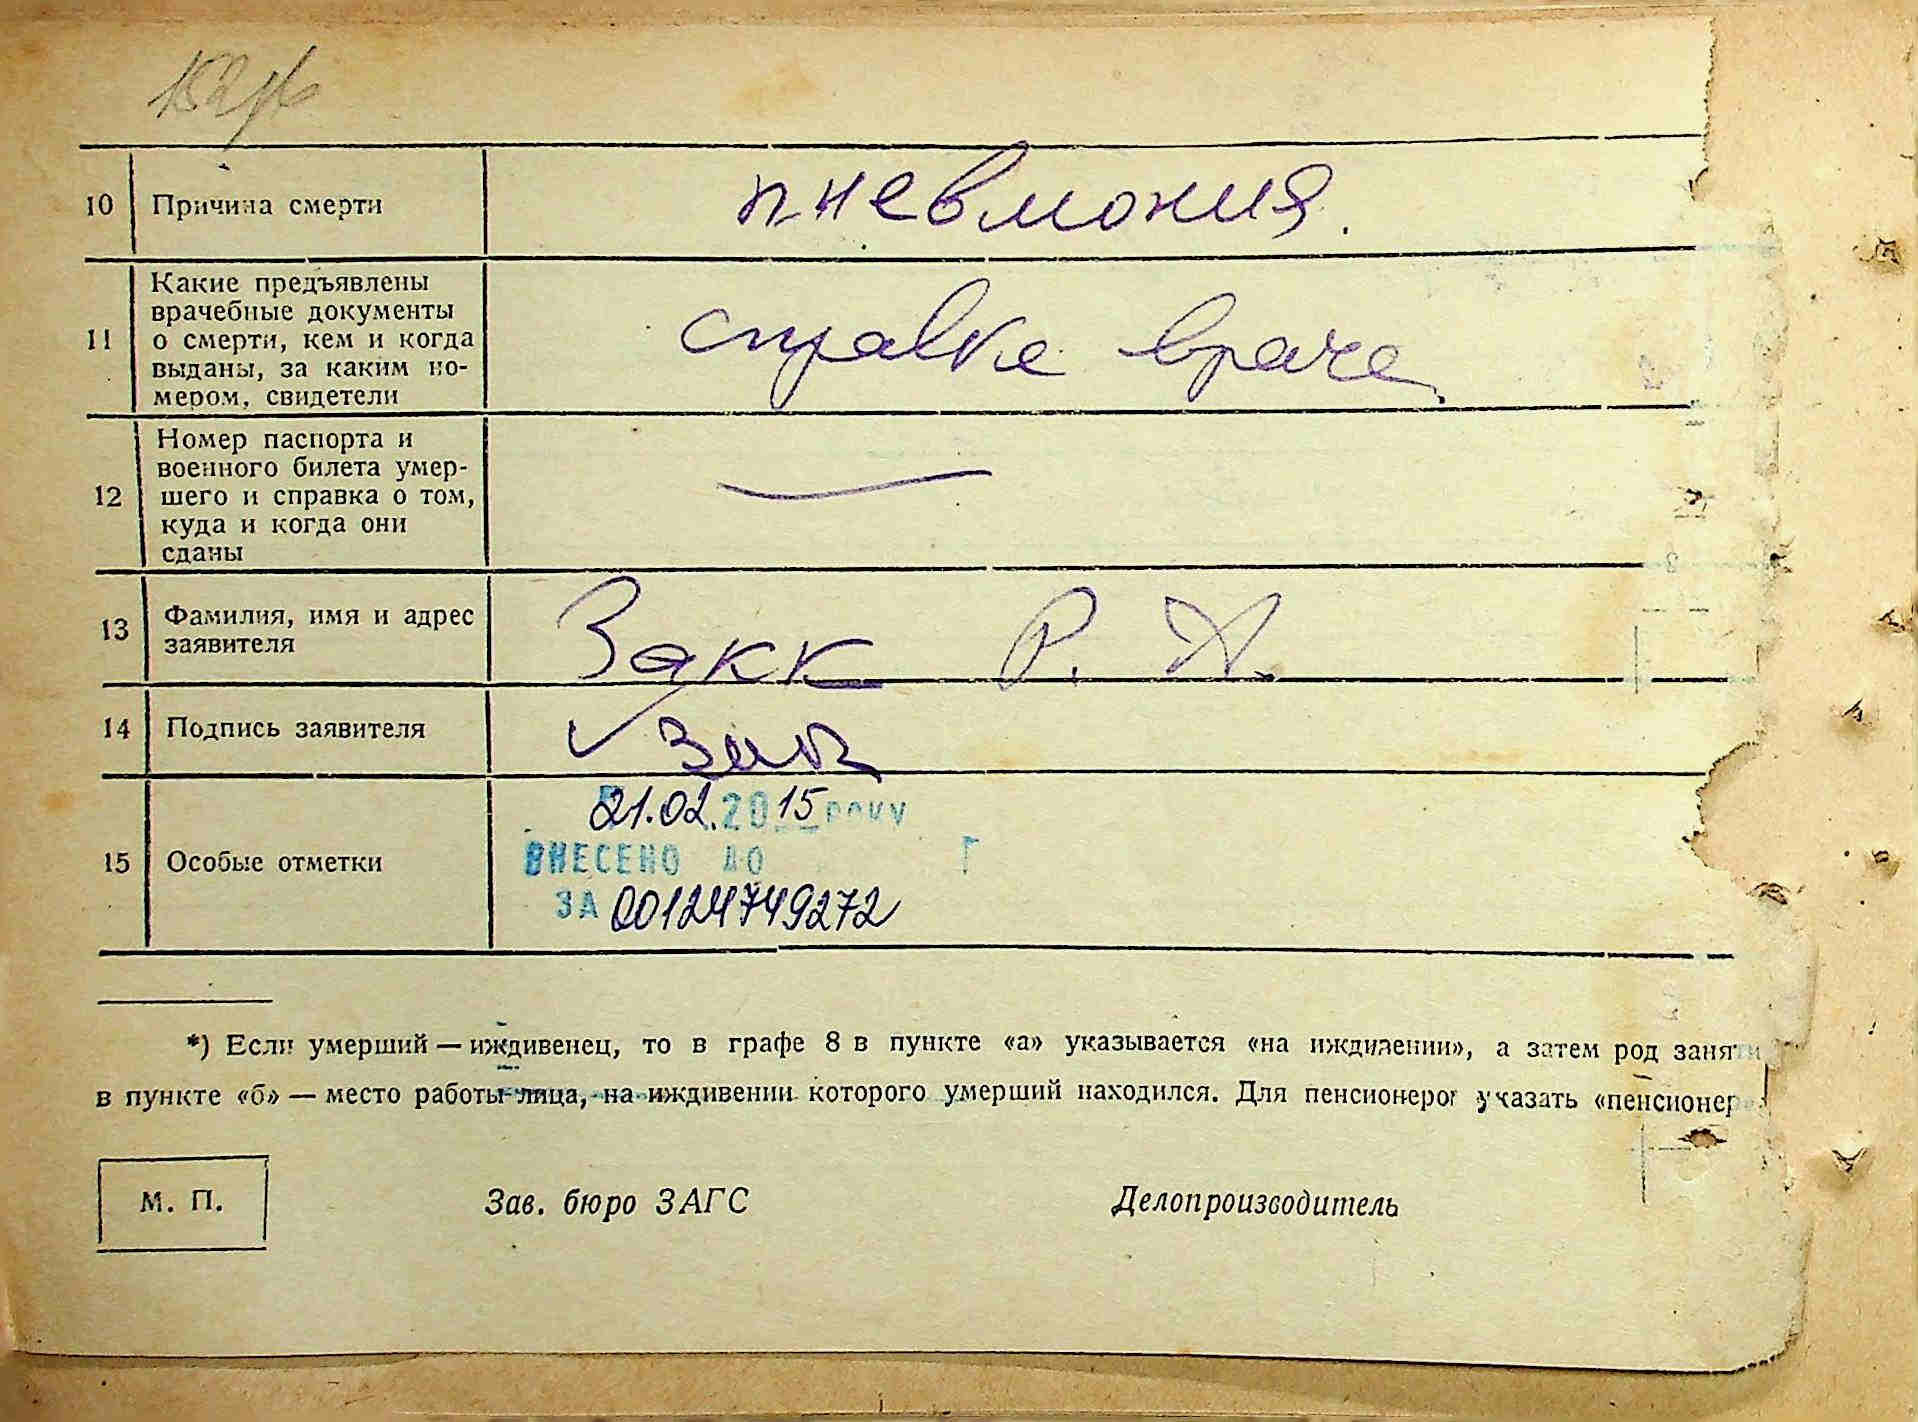 10 Причина смерти пневмония.
11 Какие предъявлены
врачебные документы
о смерти, кем и когда
выданы, за каким но-
мером, свидетели
справка врача
12 Номер паспорта и
военного билета умер-
шего и справка о том,
куда и когда они
сданы
—
13 Фамилия, имя и адрес
заявителя
Закк Р. А.
14 Подпись заявителя
15 Особые отметки
21.02.2015 року
ВНЕСЕНО ДО
ЗА 00124749272
*) Если умерший — иждивенец, то в графе 8 в пункте «а» указывается «на иждивении», а затем род заняти
в пункте «б» — место работы лица, на иждивении которого умерший находился. Для пенсионеров указать «пенсионер»
М. П. Зав. бюро ЗАГС Делопроизводитель